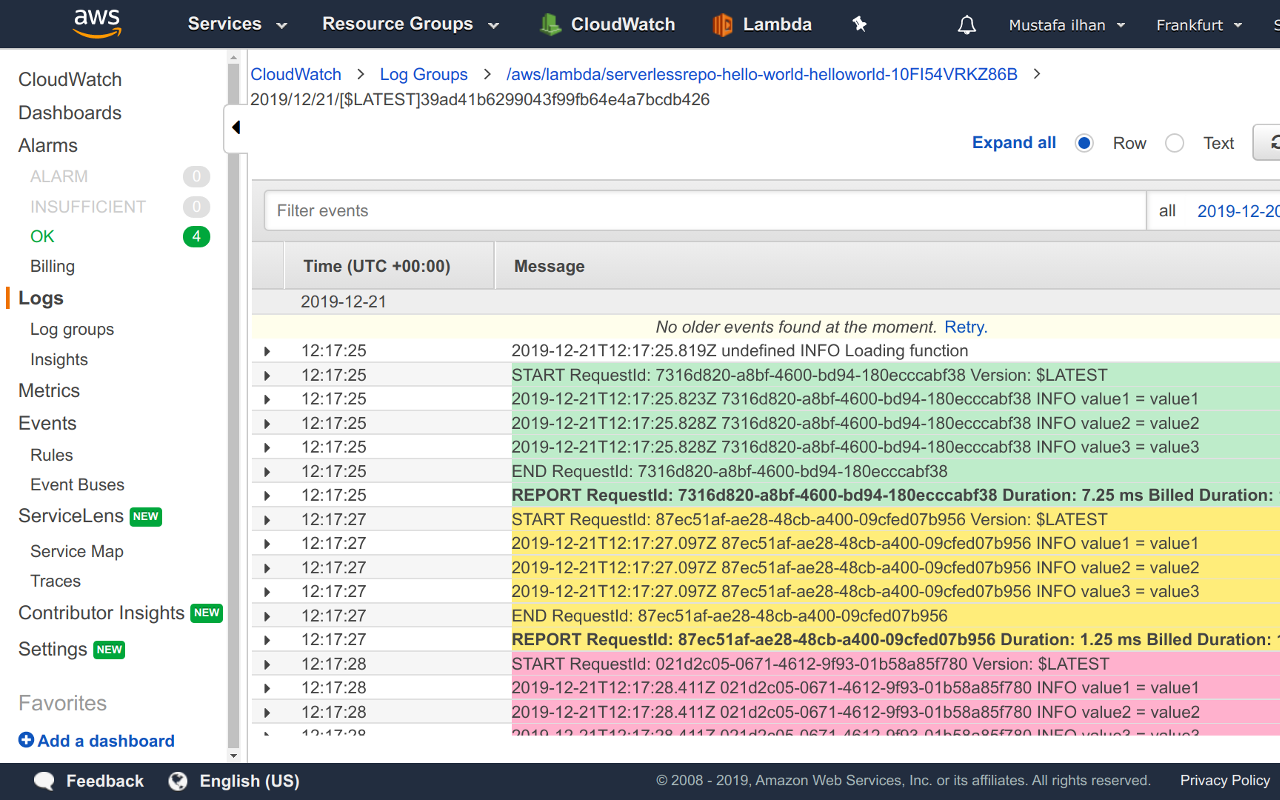 aws Services Resource Groups CloudWatch Lambda Mustafa ilhan Frankfurt S
CloudWatch
Dashboards
Alarms
ALARM 0
INSUFFICIENT 0
OK 4
Billing
Logs
Log groups
Insights
Metrics
Events
Rules
Event Buses
ServiceLens NEW
Service Map
Traces
Contributor Insights NEW
Settings NEW
Favorites
Add a dashboard
CloudWatch Log Groups /aws/lambda/serverlessrepo-hello-world-helloworld-10FI54VRKZ86B
2019/12/21/[$LATEST]39ad41b6299043f99fb64e4a7bcdb426
Expand all Row Text
Filter events all 2019-12-20
Time (UTC +00:00) Message
2019-12-21
No older events found at the moment. Retry.
12:17:25 2019-12-21T12:17:25.819Z undefined INFO Loading function
12:17:25 START RequestId: 7316d820-a8bf-4600-bd94-180ecccabf38 Version: $LATEST
12:17:25 2019-12-21T12:17:25.823Z 7316d820-a8bf-4600-bd94-180ecccabf38 INFO value1 = value1
12:17:25 2019-12-21T12:17:25.828Z 7316d820-a8bf-4600-bd94-180ecccabf38 INFO value2 = value2
12:17:25 2019-12-21T12:17:25.828Z 7316d820-a8bf-4600-bd94-180ecccabf38 INFO value3 = value3
12:17:25 END RequestId: 7316d820-a8bf-4600-bd94-180ecccabf38
12:17:25 REPORT RequestId: 7316d820-a8bf-4600-bd94-180ecccabf38 Duration: 7.25 ms Billed Duration:
12:17:27 START RequestId: 87ec51af-ae28-48cb-a400-09cfed07b956 Version: $LATEST
12:17:27 2019-12-21T12:17:27.097Z 87ec51af-ae28-48cb-a400-09cfed07b956 INFO value1 = value1
12:17:27 2019-12-21T12:17:27.097Z 87ec51af-ae28-48cb-a400-09cfed07b956 INFO value2 = value2
12:17:27 2019-12-21T12:17:27.097Z 87ec51af-ae28-48cb-a400-09cfed07b956 INFO value3 = value3
12:17:27 END RequestId: 87ec51af-ae28-48cb-a400-09cfed07b956
12:17:27 REPORT RequestId: 87ec51af-ae28-48cb-a400-09cfed07b956 Duration: 1.25 ms Billed Duration:
12:17:28 START RequestId: 021d2c05-0671-4612-9f93-01b58a85f780 Version: $LATEST
12:17:28 2019-12-21T12:17:28.411Z 021d2c05-0671-4612-9f93-01b58a85f780 INFO value1 = value1
12:17:28 2019-12-21T12:17:28.411Z 021d2c05-0671-4612-9f93-01b58a85f780 INFO value2 = value2
12:17:28 2019-12-21T12:17:28.411Z 021d2c05-0671-4612-9f93-01b58a85f780 INFO value3 = value3
Feedback English (US) © 2008 - 2019, Amazon Web Services, Inc. or its affiliates. All rights reserved. Privacy Policy